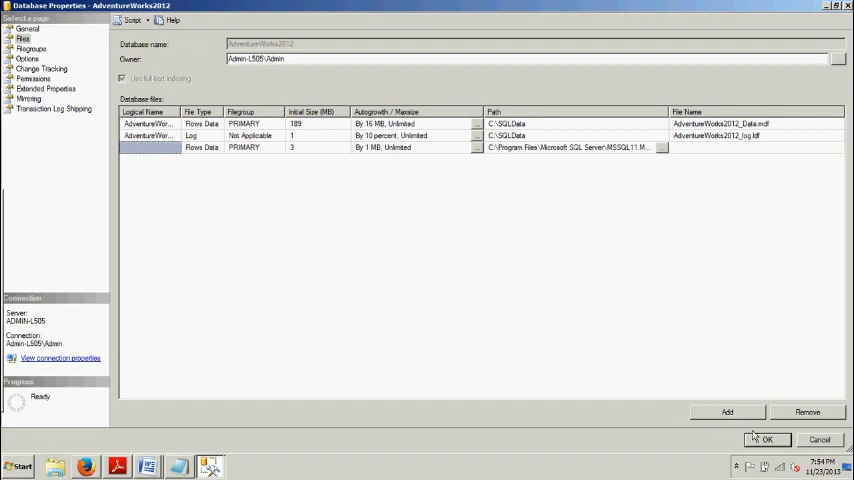 Database Properties - AdventureWorks2012
Select a page
General
Files
Filegroups
Options
Change Tracking
Permissions
Extended Properties
Mirroring
Transaction Log Shipping
Script
Help
Database name:
AdventureWorks2012
Owner:
Admin-L505\Admin
...
Use full-text indexing
Database files:
Logical Name File Type Filegroup Initial Size (MB) Autogrowth / Maxsize Path File Name
AdventureWor... Rows Data PRIMARY 189 By 16 MB, Unlimited ... C:\SQLData AdventureWorks2012_Data.mdf
AdventureWor... Log Not Applicable 1 By 10 percent, Unlimited ... C:\SQLData AdventureWorks2012_log.ldf
Rows Data PRIMARY 3 By 1 MB, Unlimited ... C:\Program Files\Microsoft SQL Server\MSSQL11.M... ...
Connection
Server:
ADMIN-L505
Connection:
Admin-L505\Admin
View connection properties
Progress
Ready
Add Remove
OK Cancel
Start
7:54 PM
11/23/2013